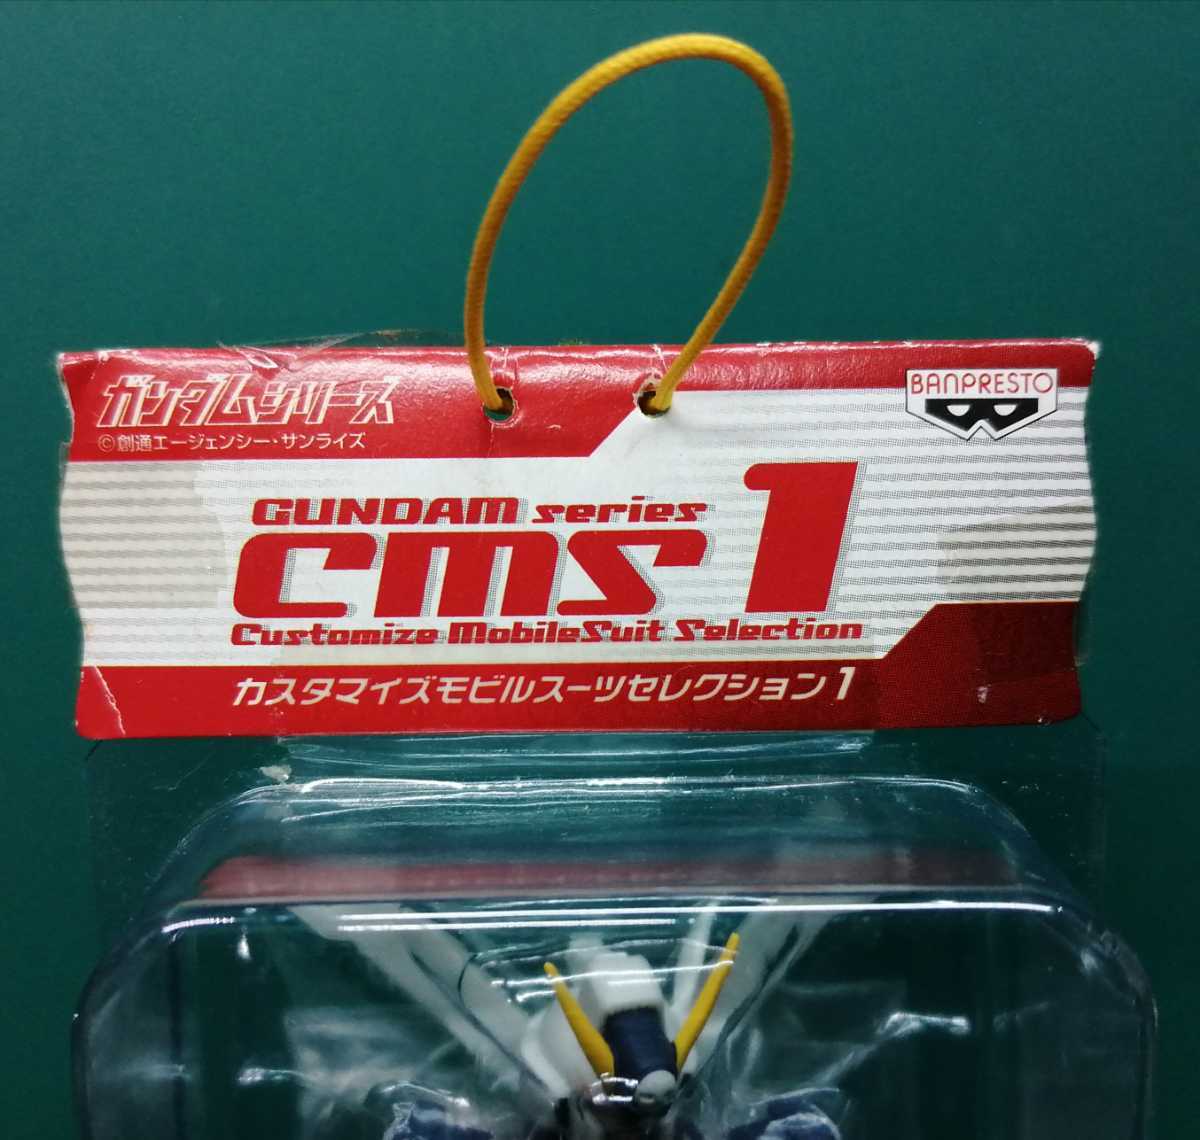 ガンダムシリーズ
©創通エージェンシー・サンライズ
BANPRESTO
GUNDAM series
cms 1
Customize MobileSuit Selection
カスタマイズモビルスーツセレクション1